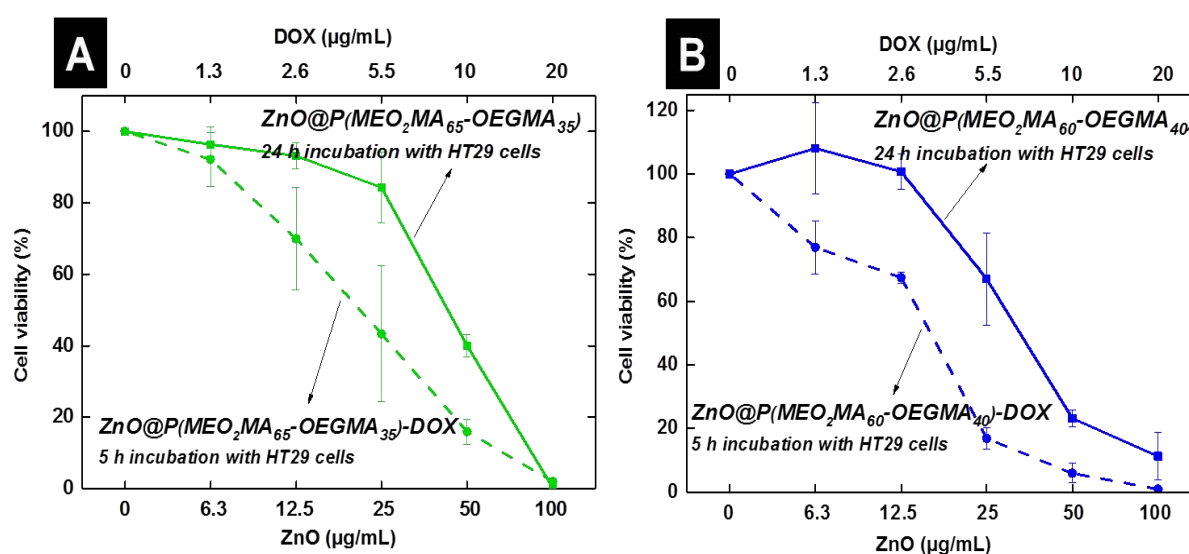 A
DOX (µg/mL)
0 1.3 2.6 5.5 10 20
100
80
60
40
20
0
Cell viability (%)
ZnO@P(MEO₂MA₆₅-OEGMA₃₅)
24 h incubation with HT29 cells
ZnO@P(MEO₂MA₆₅-OEGMA₃₅)-DOX
5 h incubation with HT29 cells
0 6.3 12.5 25 50 100
ZnO (µg/mL)
B
DOX (µg/mL)
0 1.3 2.6 5.5 10 20
120
100
80
60
40
20
0
Cell viability (%)
ZnO@P(MEO₂MA₆₀-OEGMA₄₀
24 h incubation with HT29 cells
ZnO@P(MEO₂MA₆₀-OEGMA₄₀)-DOX
5 h incubation with HT29 cells
0 6.3 12.5 25 50 100
ZnO (µg/mL)